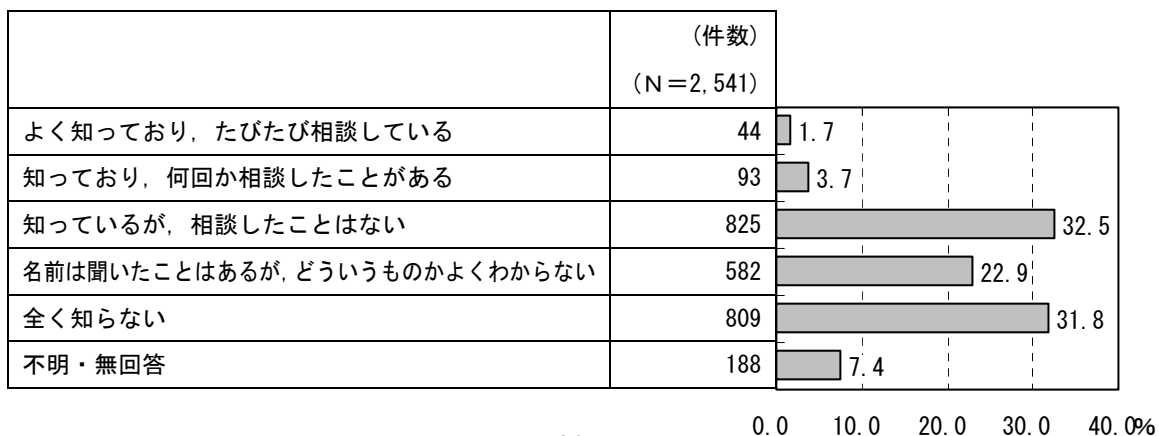 （件数）
（Ｎ＝2,541）
よく知っており，たびたび相談している 44 1.7
知っており，何回か相談したことがある 93 3.7
知っているが，相談したことはない 825 32.5
名前は聞いたことはあるが，どういうものかよくわからない 582 22.9
全く知らない 809 31.8
不明・無回答 188 7.4
0.0 10.0 20.0 30.0 40.0%